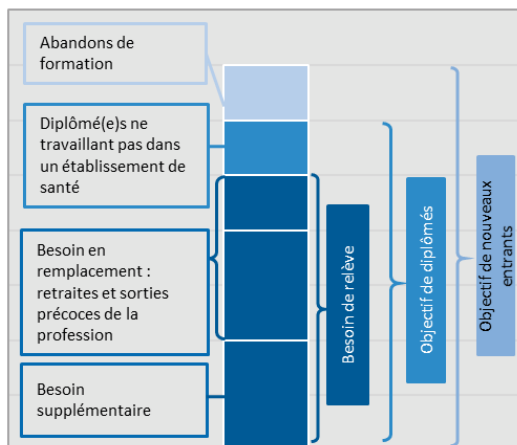 Abandons de
formation
Diplômé(e)s ne
travaillant pas dans
un établissement de
santé
Besoin en
remplacement :
retraites et sorties
précoces de la
profession
Besoin
supplémentaire
Besoin de relève
Objectif de diplômés
Objectif de nouveaux
entrants